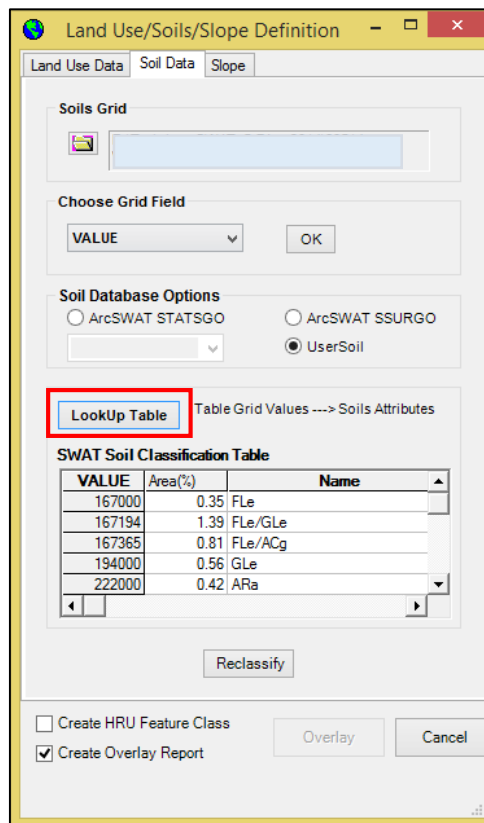 Land Use/Soils/Slope Definition
Land Use Data Soil Data Slope
Soils Grid
Choose Grid Field
VALUE OK
Soil Database Options
ArcSWAT STATSGO ArcSWAT SSURGO
UserSoil
LookUp Table Table Grid Values ---> Soils Attributes
SWAT Soil Classification Table
VALUE Area(%) Name
167000 0.35 FLe
167194 1.39 FLe/GLe
167365 0.81 FLe/ACg
194000 0.56 GLe
222000 0.42 ARa
Reclassify
Create HRU Feature Class
Overlay Cancel
Create Overlay Report